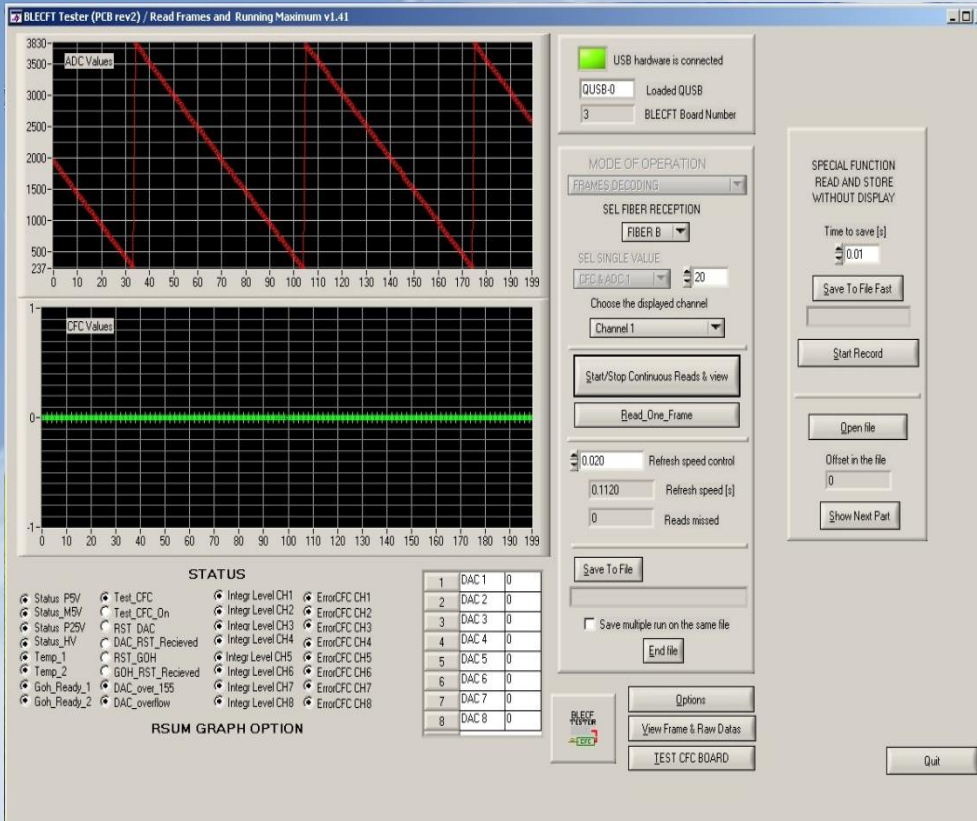 BLECFT Tester (PCB rev2) / Read Frames and Running Maximum v1.41
ADC Values
3830
3500
3000
2500
2000
1500
1000
500
237
0 10 20 30 40 50 60 70 80 90 100 110 120 130 140 150 160 170 180 190 199
CFC Values
1
0
-1
0 10 20 30 40 50 60 70 80 90 100 110 120 130 140 150 160 170 180 190 199
STATUS
Status P5V
Status_M5V
Status P25V
Status_HV
Temp_1
Temp_2
Goh_Ready_1
Goh_Ready_2
Test_CFC
Test_CFC_On
RST_DAC
DAC_RST_Recieved
RST_GOH
GOH_RST_Recieved
DAC_over_155
DAC_overflow
Integr Level CH1
Integr Level CH2
Integr Level CH3
Integr Level CH4
Integr Level CH5
Integr Level CH6
Integr Level CH7
Integr Level CH8
ErrorCFC CH1
ErrorCFC CH2
ErrorCFC CH3
ErrorCFC CH4
ErrorCFC CH5
ErrorCFC CH6
ErrorCFC CH7
ErrorCFC CH8
RSUM GRAPH OPTION
1 DAC 1 0
2 DAC 2 0
3 DAC 3 0
4 DAC 4 0
5 DAC 5 0
6 DAC 6 0
7 DAC 7 0
8 DAC 8 0
USB hardware is connected
QUSB-0 Loaded QUSB
3 BLECFT Board Number
MODE OF OPERATION
FRAMES DECODING
SEL FIBER RECEPTION
FIBER B
SEL SINGLE VALUE
CFC & ADC 1 20
Choose the displayed channel
Channel 1
Start/Stop Continuous Reads & view
Read_One_Frame
0.020 Refresh speed control
0.1120 Refresh speed [s]
0 Reads missed
Save To File
Save multiple run on the same file
End file
BLECF
TESTER
CFC
Options
View Frame & Raw Datas
TEST CFC BOARD
SPECIAL FUNCTION
READ AND STORE
WITHOUT DISPLAY
Time to save [s]
0.01
Save To File Fast
Start Record
Open file
Offset in the file
0
Show Next Part
Quit